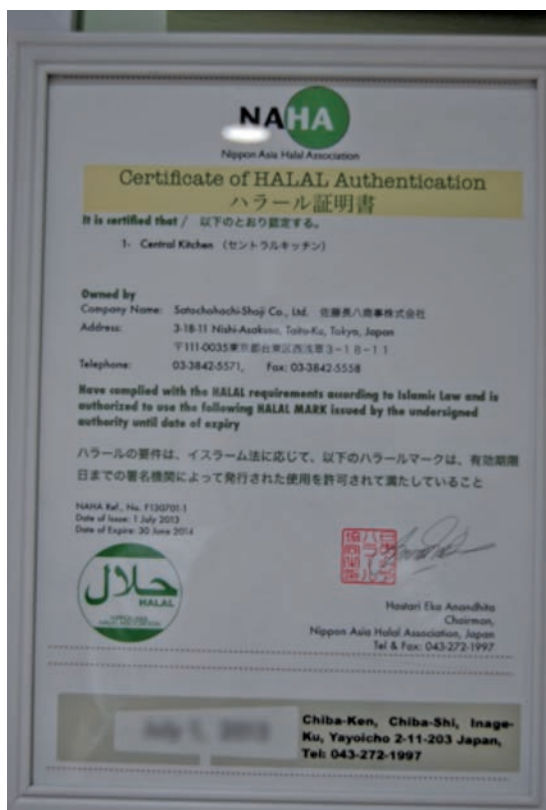 NAHA
Nippon Asia Halal Association
Certificate of HALAL Authentication
ハラール証明書
It is certified that / 以下のとおり認定する。
1- Central Kitchen （セントラルキッチン）
Owned by
Company Name: Satochohachi-Shoji Co., Ltd. 佐藤長八商事株式会社
Address: 3-18-11 Nishi-Asakusa, Taito-Ku, Tokyo, Japan
〒111-0035東京都台東区西浅草3-18-11
Telephone: 03-3842-5571, Fax: 03-3842-5558
Have complied with the HALAL requirements according to Islamic Law and is
authorized to use the following HALAL MARK issued by the undersigned
authority until date of expiry
ハラールの要件は、イスラーム法に応じて、以下のハラールマークは、有効期限
日までの署名機関によって発行された使用を許可されて満たしていること
NAHA Ref., No. F130701-1
Date of Issue: 1 July 2013
Date of Expire: 30 June 2014
حلال
HALAL
NIPPON ASIA
HALAL ASSOCIATION
Hastari Eka Anandhita
Chairman,
Nippon Asia Halal Association, Japan
Tel & Fax: 043-272-1997
July 1, 2013
Chiba-Ken, Chiba-Shi, Inage-
Ku, Yayoicho 2-11-203 Japan,
Tel: 043-272-1997